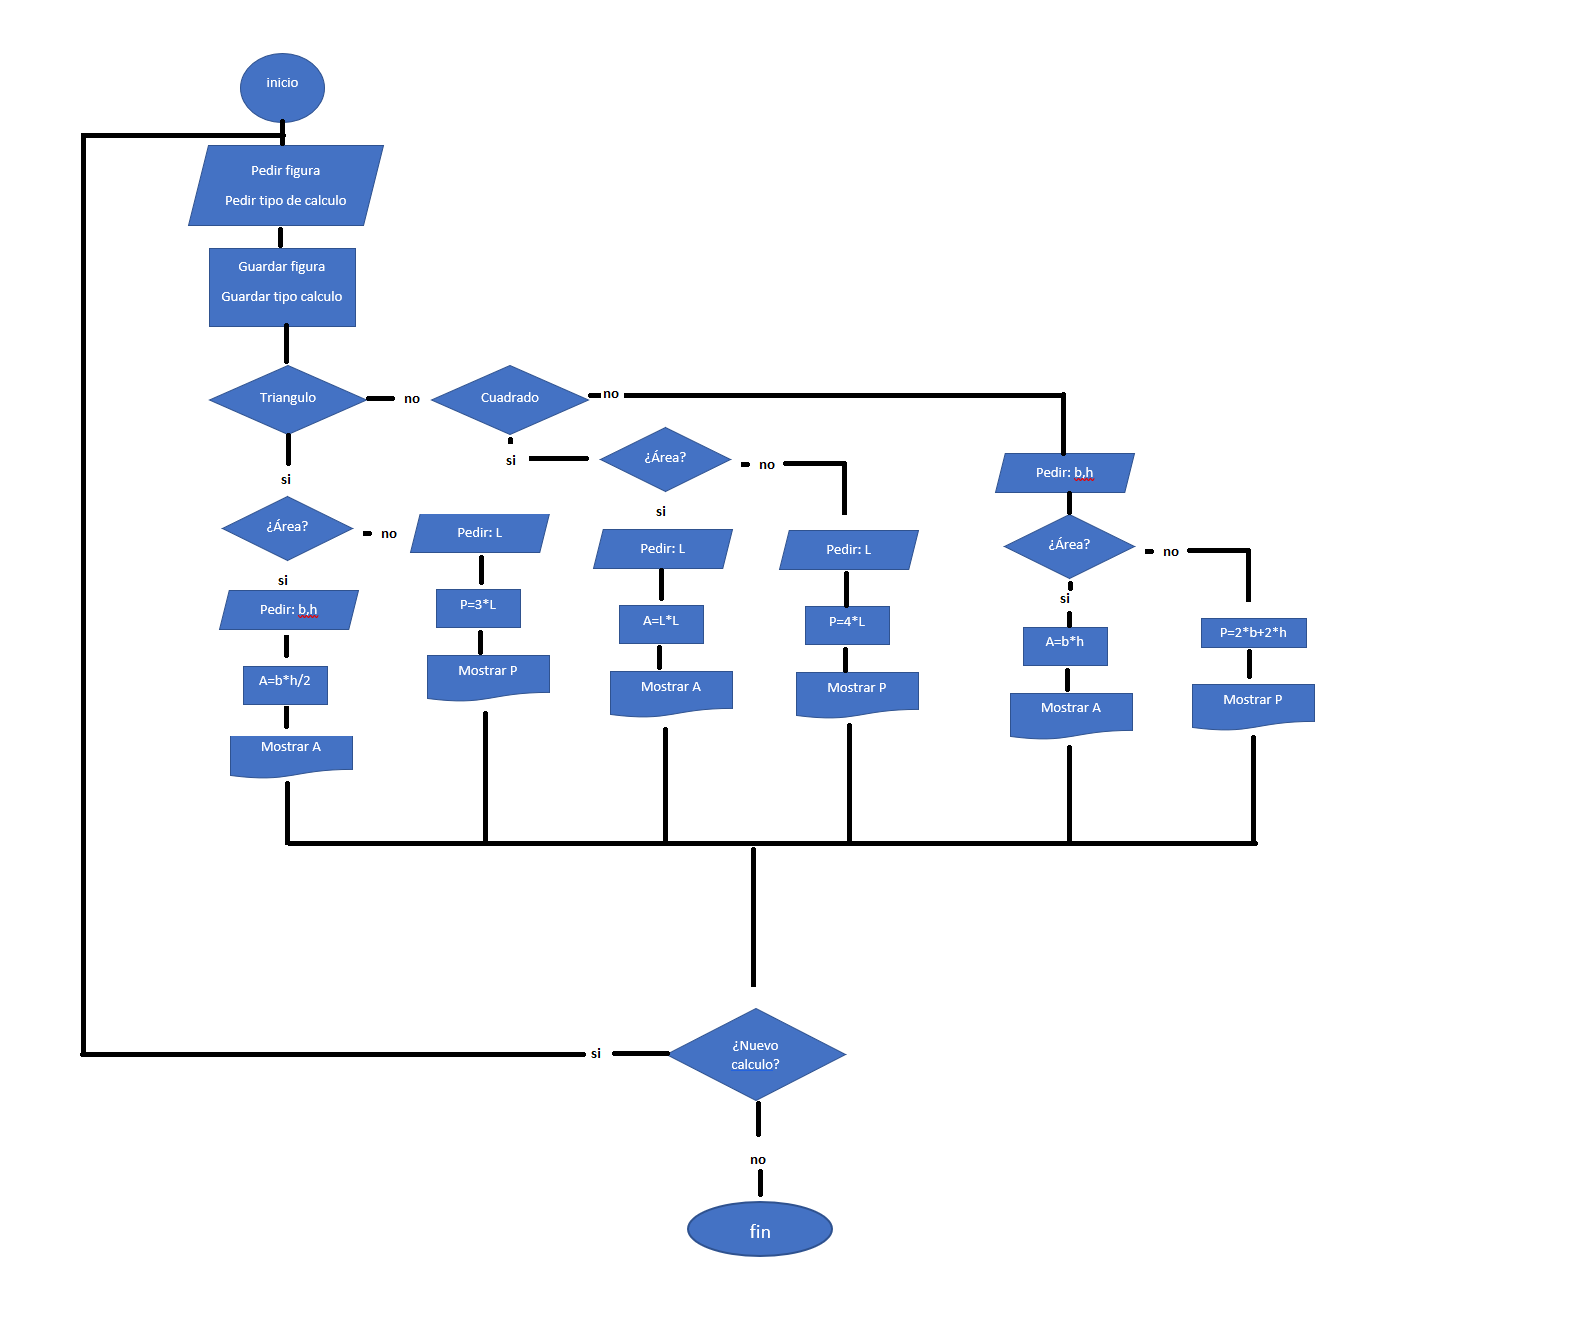 inicio
Pedir figura
Pedir tipo de calculo
Guardar figura
Guardar tipo calculo
Triangulo
no
Cuadrado
no
si
¿Área?
no
si
Pedir: b,h
A=b*h/2
Mostrar A
Pedir: L
P=3*L
Mostrar P
si
¿Área?
no
si
Pedir: L
A=L*L
Mostrar A
Pedir: L
P=4*L
Mostrar P
Pedir: b,h
¿Área?
no
si
A=b*h
Mostrar A
P=2*b+2*h
Mostrar P
¿Nuevo
calculo?
si
no
fin